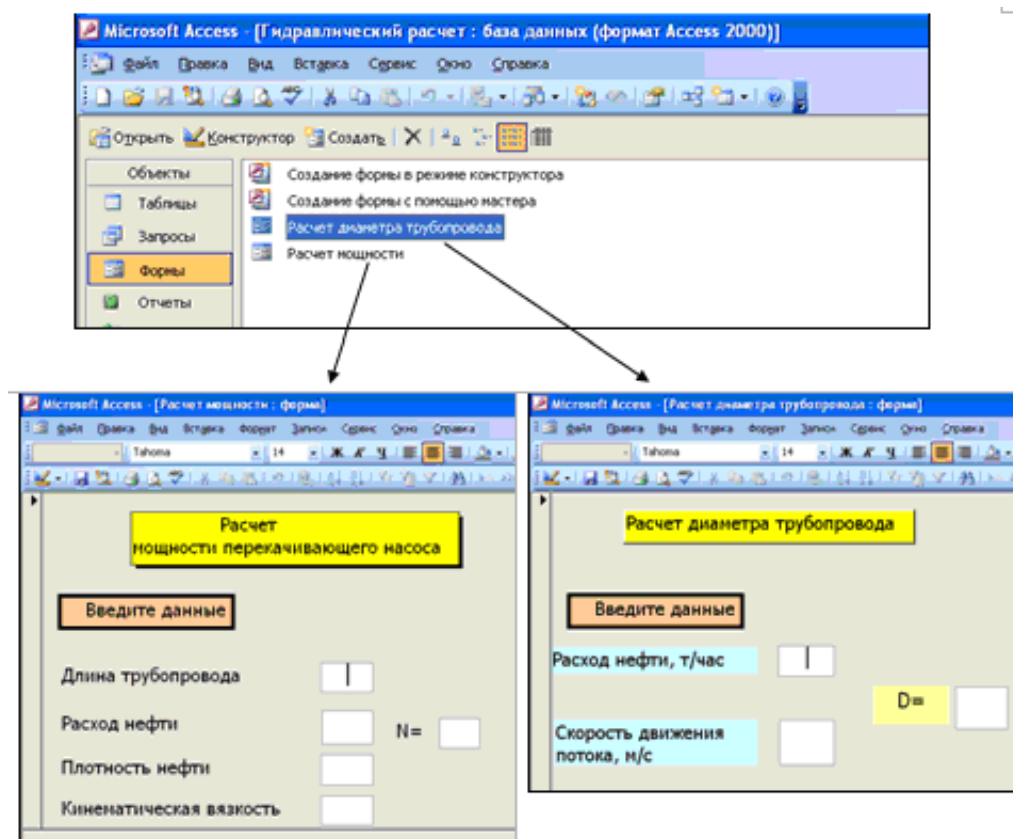 Microsoft Access - [Гидравлический расчет : база данных (формат Access 2000)]
Файл Правка Вид Вставка Сервис Окно Справка
Открыть Конструктор Создать
Объекты
Создание формы в режиме конструктора
Таблицы
Создание формы с помощью мастера
Запросы
Расчет диаметра трубопровода
Формы
Расчет мощности
Отчеты
Microsoft Access - [Расчет мощности : форма]
Файл Правка Вид Вставка Формат Записи Сервис Окно Справка
Tahoma 14 Ж К Ч
Расчет
мощности перекачивающего насоса
Введите данные
Длина трубопровода
Расход нефти
N=
Плотность нефти
Кинематическая вязкость
Microsoft Access - [Расчет диаметра трубопровода : форма]
Файл Правка Вид Вставка Формат Записи Сервис Окно Справка
Tahoma 14 Ж К Ч
Расчет диаметра трубопровода
Введите данные
Расход нефти, т/час
D=
Скорость движения
потока, м/с